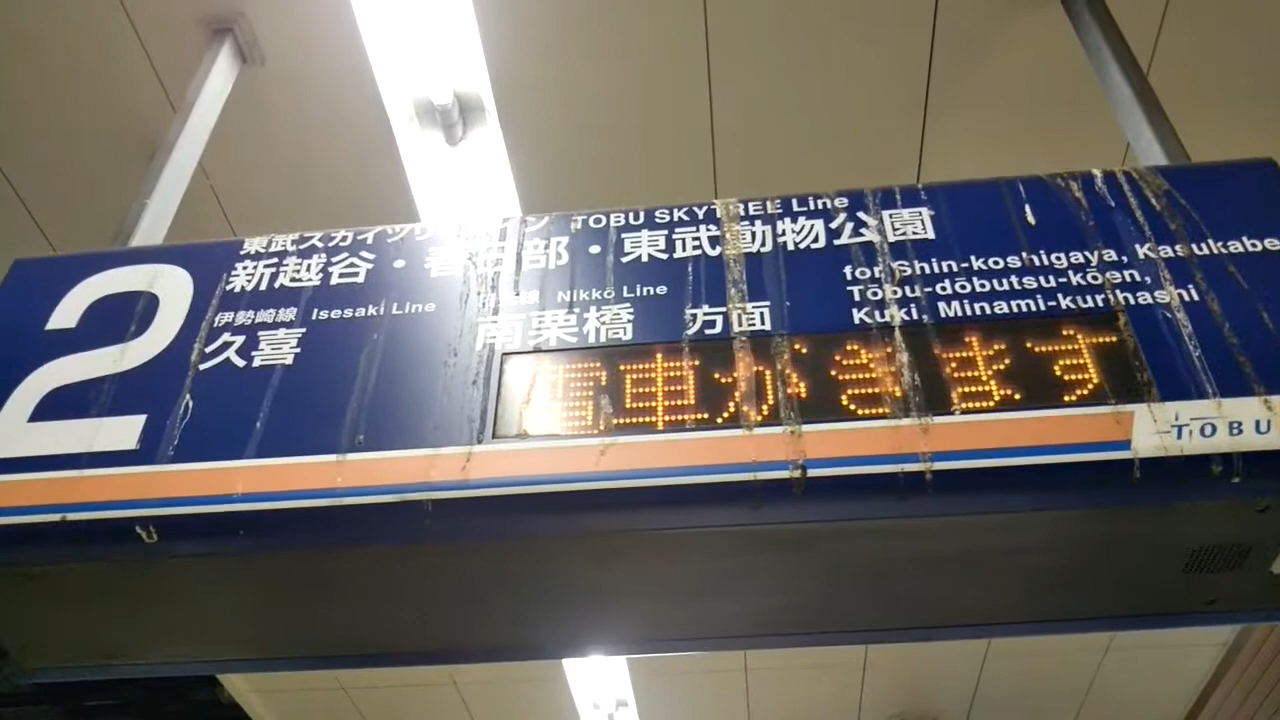 2
東武スカイツリーライン TOBU SKYTREE Line
新越谷・春日部・東武動物公園
伊勢崎線 Isesaki Line
久喜
日光線 Nikkō Line
南栗橋 方面
for Shin-koshigaya, Kasukabe
Tōbu-dōbutsu-kōen,
Kuki, Minami-kurihashi
電車がきます
TOBU